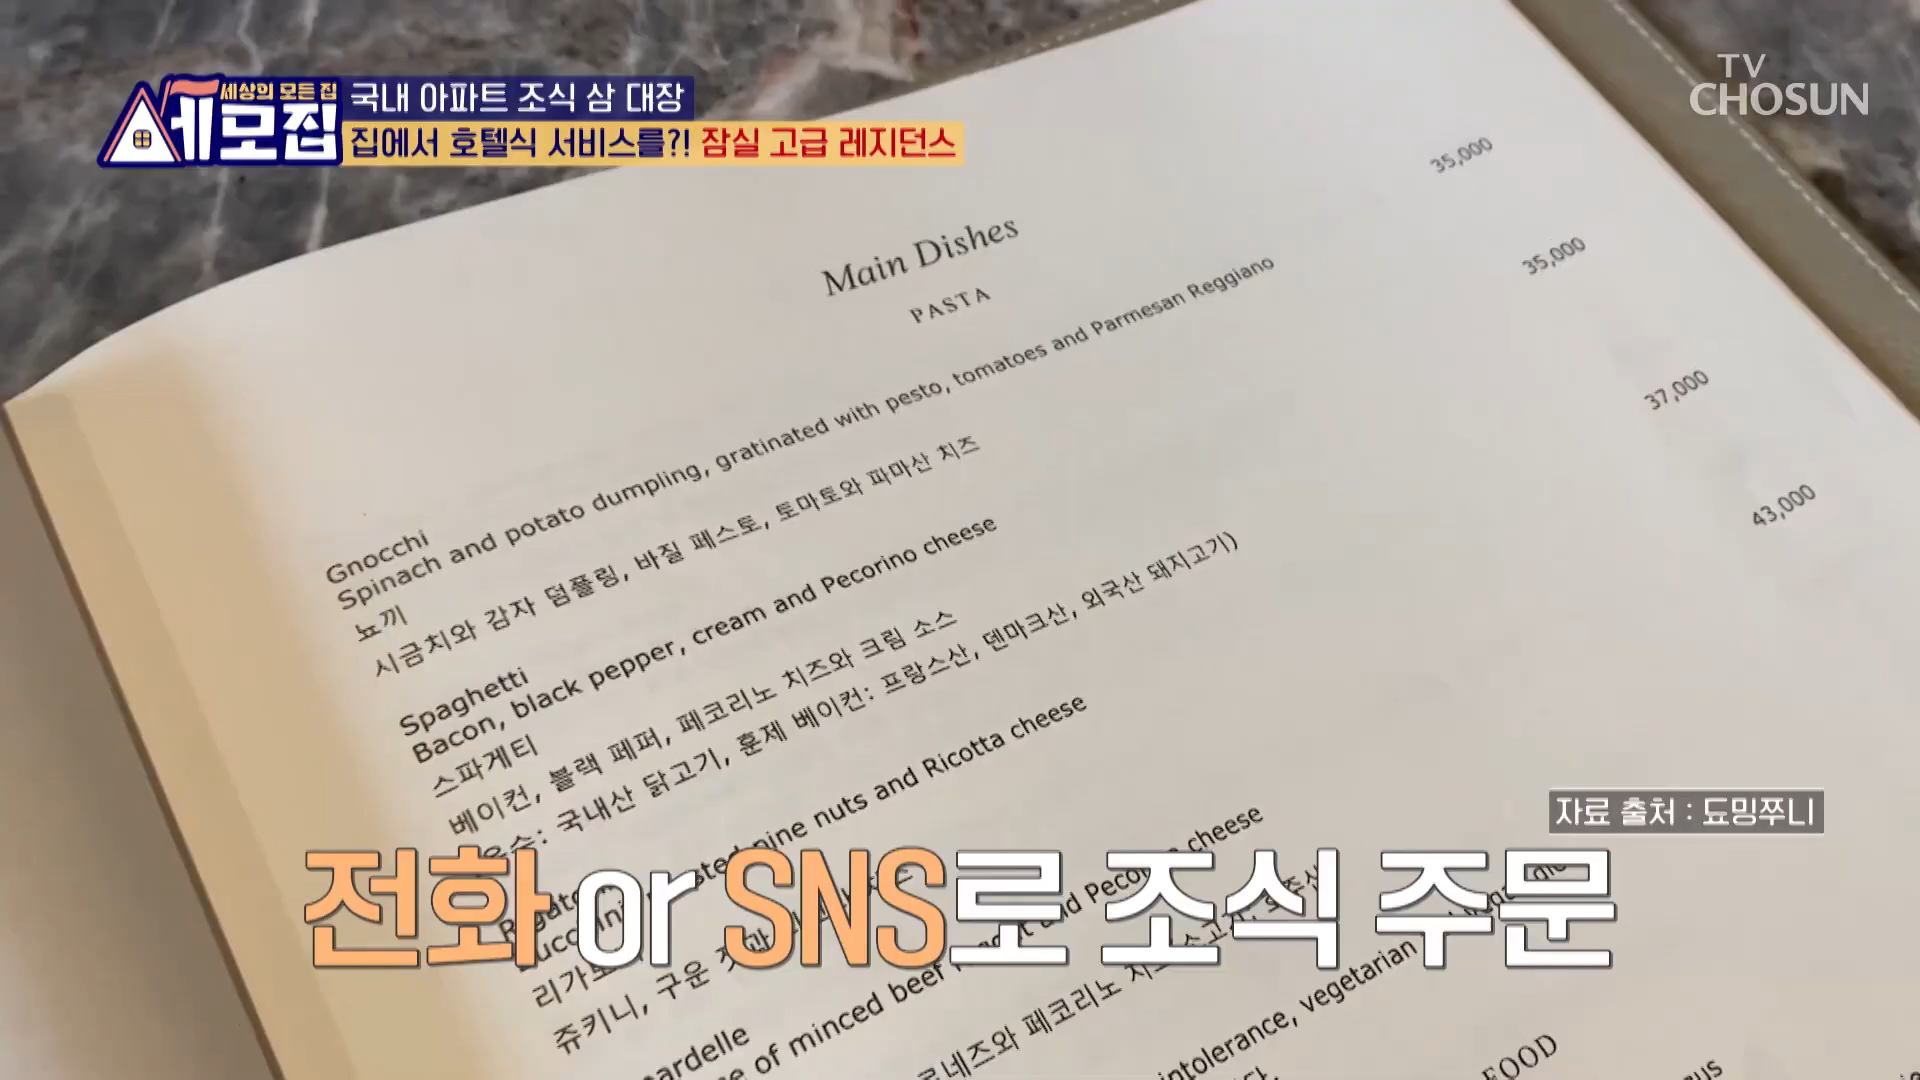 세상의 모든 집
세모집
국내 아파트 조식 삼 대장
집에서 호텔식 서비스를?! 잠실 고급 레지던스
TV
CHOSUN
Main Dishes
PASTA
Gnocchi 35,000
Spinach and potato dumpling, gratinated with pesto, tomatoes and Parmesan Reggiano
뇨끼
시금치와 감자 덤플링, 바질 페스토, 토마토와 파마산 치즈
Spaghetti 35,000
Bacon, black pepper, cream and Pecorino cheese
스파게티
베이컨, 블랙 페퍼, 페코리노 치즈와 크림 소스
국내산 닭고기, 훈제 베이컨: 프랑스산, 덴마크산, 외국산 돼지고기)
37,000
pine nuts and Ricotta cheese
쥬키니, 구운
43,000
of minced beef and cheese
페코리노
intolerance, vegetarian
FOOD
자료 출처 : 됴밍쭈니
전화 or SNS로 조식 주문